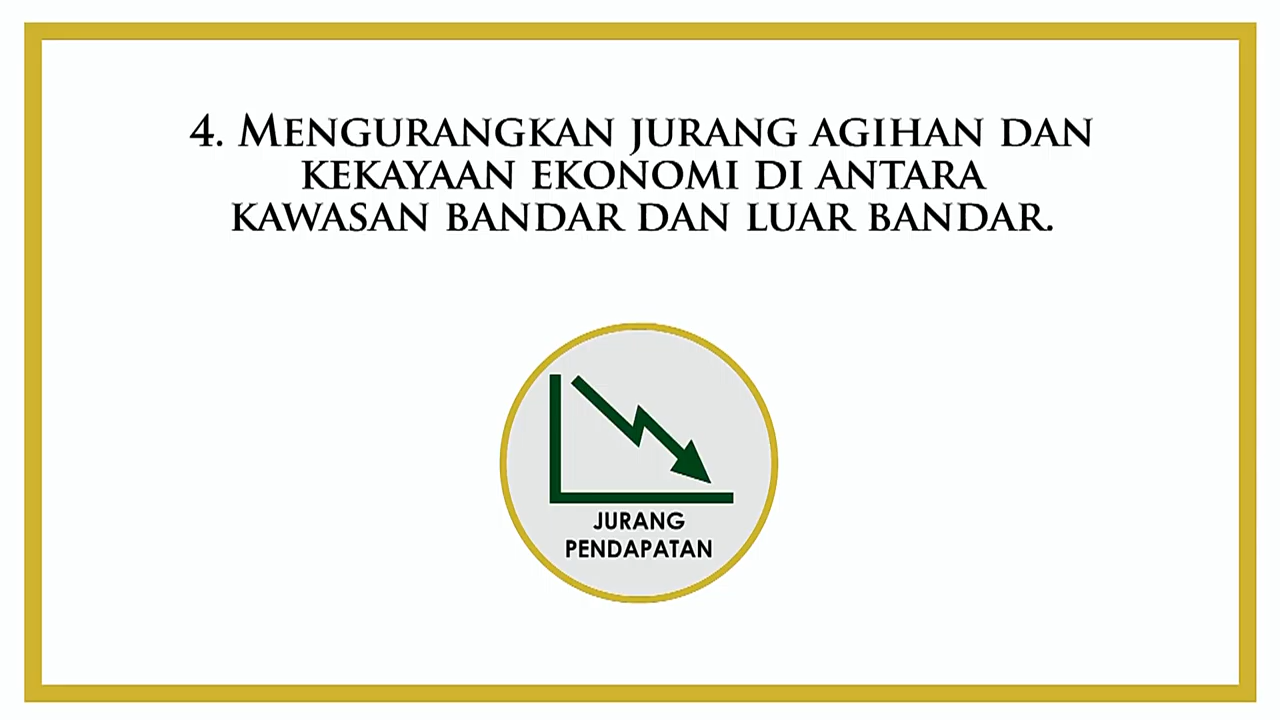 4. Mengurangkan jurang agihan dan
kekayaan ekonomi di antara
kawasan bandar dan luar bandar.
JURANG
PENDAPATAN